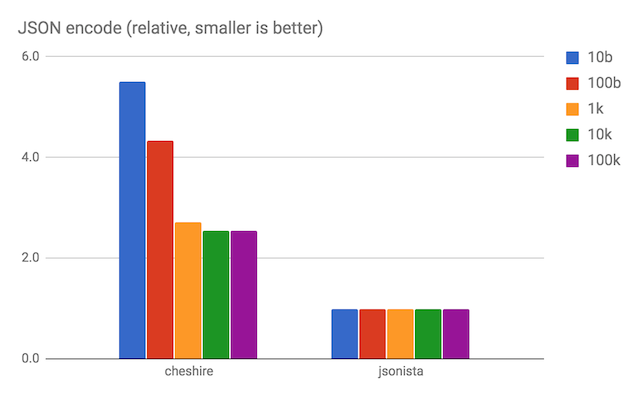 JSON encode (relative, smaller is better)
6.0
4.0
2.0
0.0
cheshire
jsonista
10b
100b
1k
10k
100k